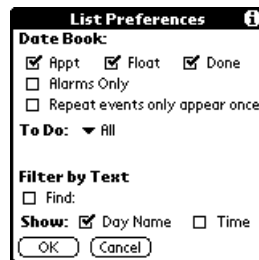 List Preferences i
Date Book:
Appt Float Done
Alarms Only
Repeat events only appear once
To Do: All
Filter by Text
Find:
Show: Day Name Time
OK Cancel